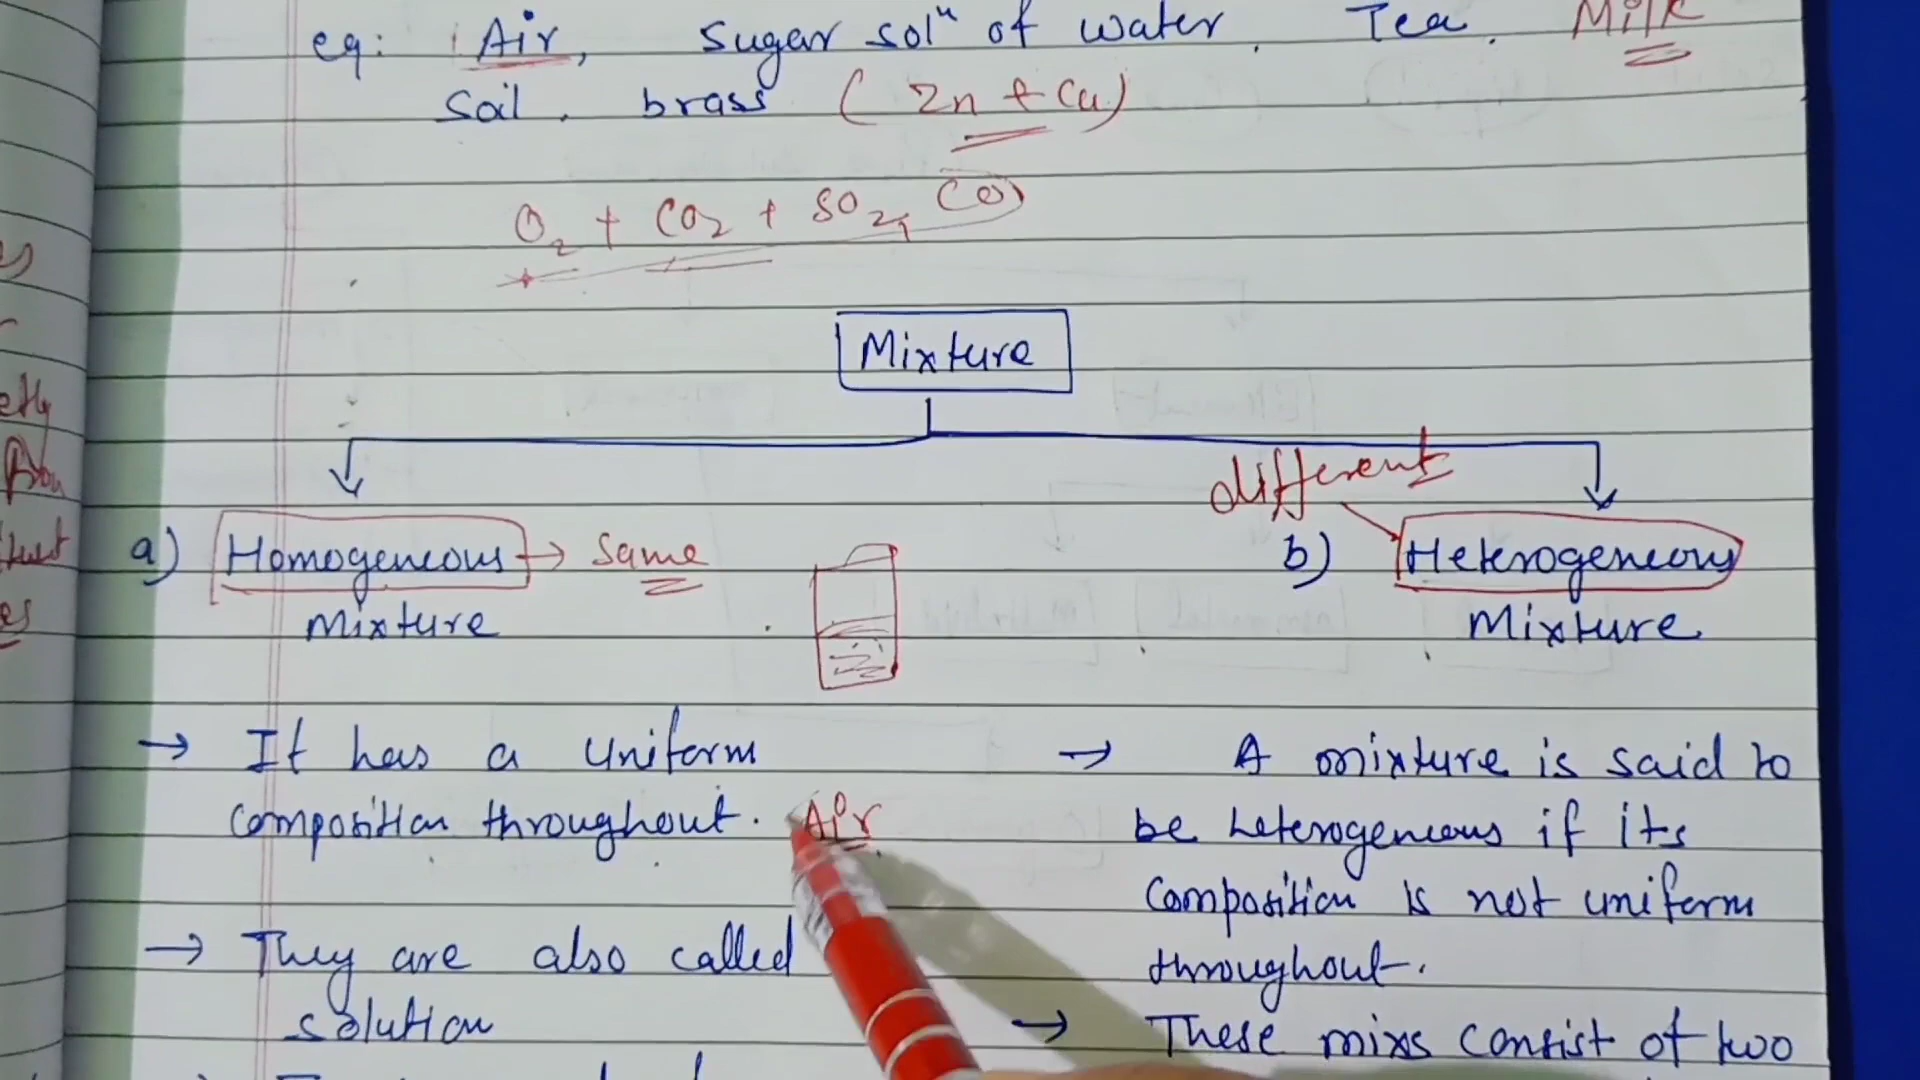 eg: Air, Sugar solⁿ of water, Tea, Milk
Soil, brass (Zn + Cu)
O2 + CO2 + SO2, CO
Mixture
different
a) Homogeneous → Same
Mixture
b) Heterogeneous
Mixture
→ It has a uniform
composition throughout. Air
→ They are also called
solution
→ A mixture is said to
be heterogeneous if its
composition is not uniform
throughout.
→ These mixs consist of two
etly
es